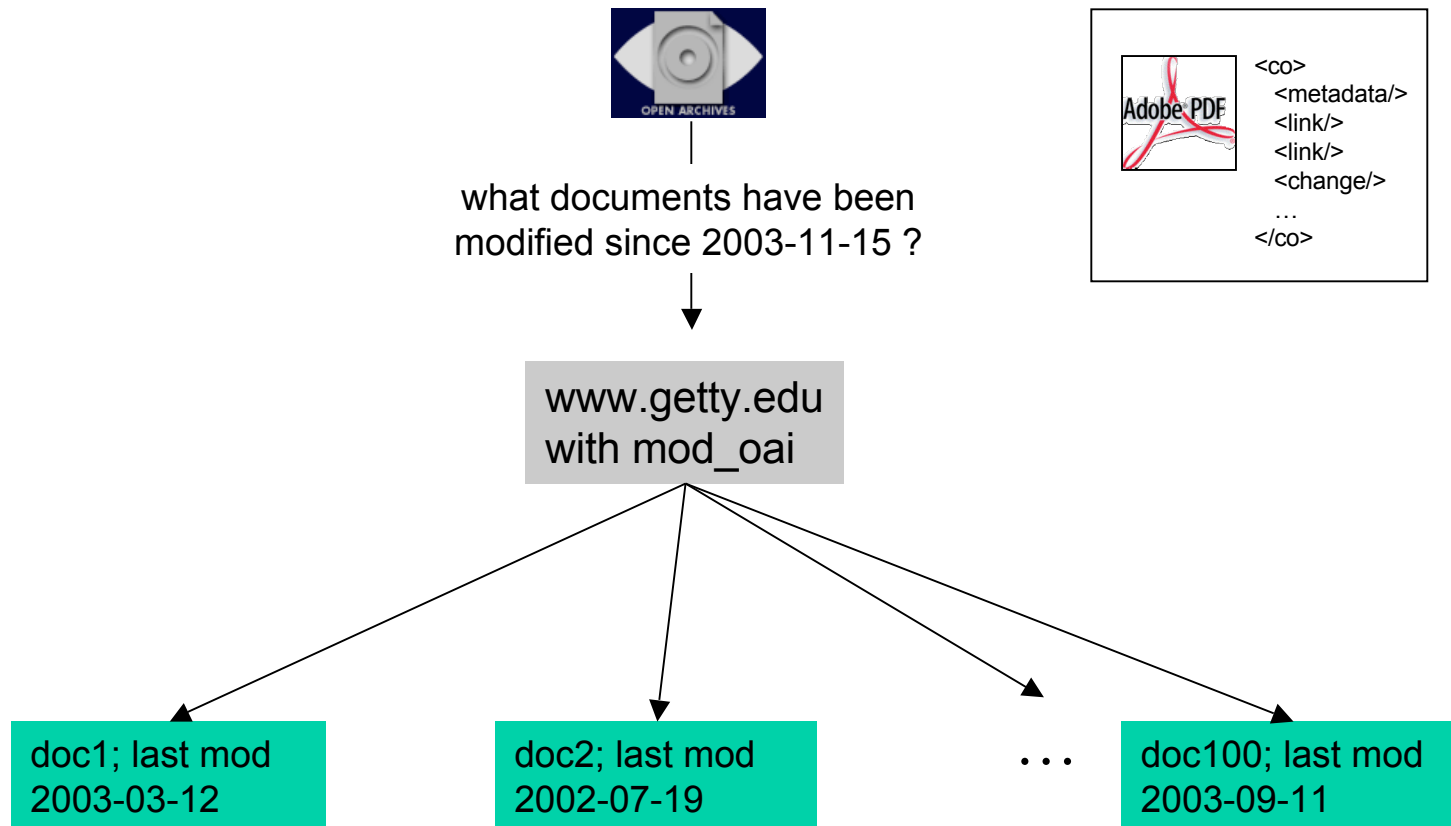 OPEN ARCHIVES
what documents have been
modified since 2003-11-15 ?
Adobe PDF
<co>
<metadata/>
<link/>
<link/>
<change/>
…
</co>
www.getty.edu
with mod_oai
doc1; last mod
2003-03-12
doc2; last mod
2002-07-19
...
doc100; last mod
2003-09-11